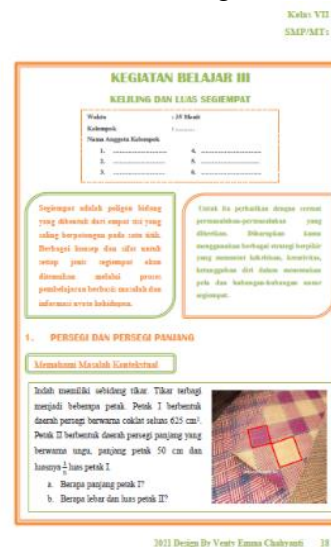 Kelas VII
SMP/MTs
KEGIATAN BELAJAR III
KELILING DAN LUAS SEGIEMPAT
Waktu : 35 Menit
Kelompok : ..........
Nama Anggota Kelompok
1. .................... 4. ....................
2. .................... 5. ....................
3. .................... 6. ....................
Segiempat adalah poligon bidang
yang dibentuk dari empat sisi yang
saling berpotongan pada satu titik.
Berbagai konsep dan sifat untuk
setiap jenis segiempat akan
ditemukan melalui proses
pembelajaran berbasis masalah dan
informasi nyata kehidupan.
Untuk itu perhatikan dengan cermat
permasalahan-permasalahan yang
diberikan. Diharapkan kamu
menggunakan berbagai strategi berpikir
yang menuntut kritis, kreativitas,
ketangguhan diri dalam menemukan
pola dan hubungan-hubungan unsur
segiempat.
1. PERSEGI DAN PERSEGI PANJANG
Memahami Masalah Kontekstual
Indah memiliki sebidang tikar. Tikar terbagi
menjadi beberapa petak. Petak I berbentuk
daerah persegi berwarna coklat seluas 625 cm².
Petak II berbentuk daerah persegi panjang yang
berwarna ungu, panjang petak 50 cm dan
luasnya luas petak I.
a. Berapa panjang petak I?
b. Berapa lebar dan luas petak II?
2021 Design By Venty Emma Chahyanti 18